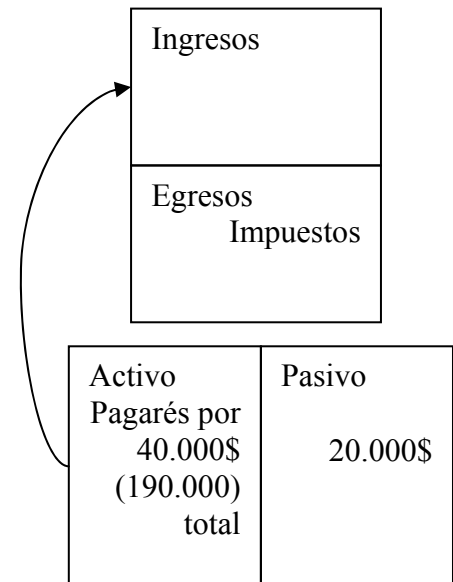 Ingresos
Egresos
Impuestos
Activo
Pagarés por
40.000$
(190.000)
total
Pasivo
20.000$